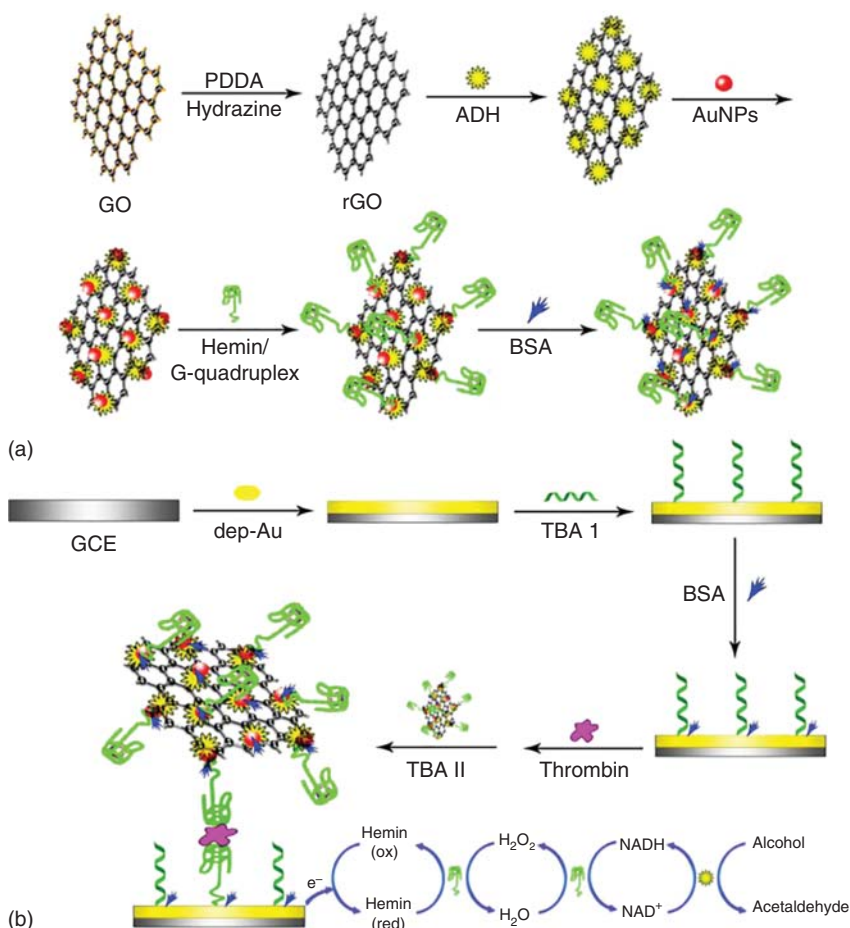 PDDA
Hydrazine
ADH
AuNPs
GO
rGO
Hemin/
G-quadruplex
BSA
(a)
GCE
dep-Au
TBA 1
BSA
TBA II
Thrombin
Hemin
(ox)
H₂O₂
NADH
Alcohol
e⁻
Hemin
(red)
H₂O
NAD⁺
Acetaldehyde
(b)